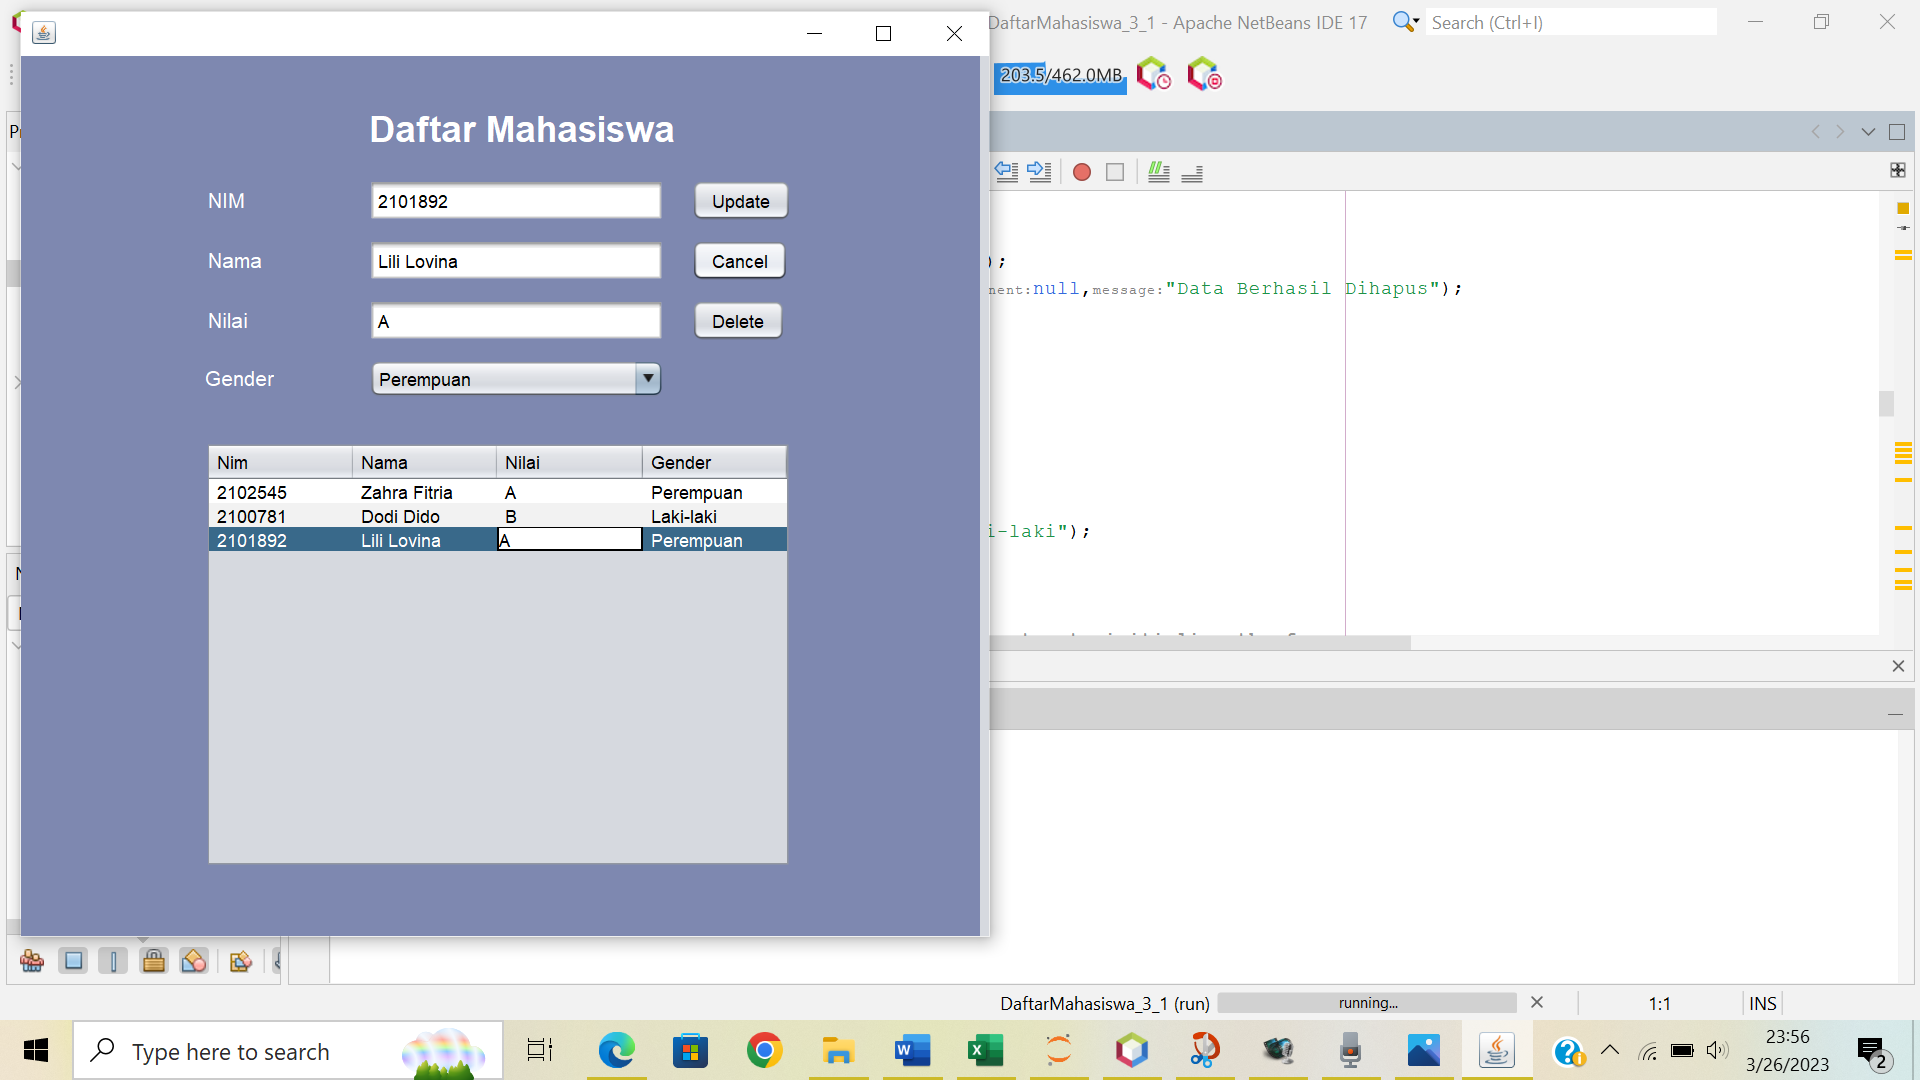 DaftarMahasiswa_3_1 - Apache NetBeans IDE 17
Search (Ctrl+I)
203.5/462.0MB
Daftar Mahasiswa
NIM
2101892
Update
Nama
Lili Lovina
Cancel
Nilai
A
Delete
Gender
Perempuan
Nim Nama Nilai Gender
2102545 Zahra Fitria A Perempuan
2100781 Dodi Dido B Laki-laki
2101892 Lili Lovina A Perempuan
);
nent:null,message:"Data Berhasil Dihapus");
i-laki");
DaftarMahasiswa_3_1 (run)
running...
1:1
INS
Type here to search
23:56
3/26/2023
2